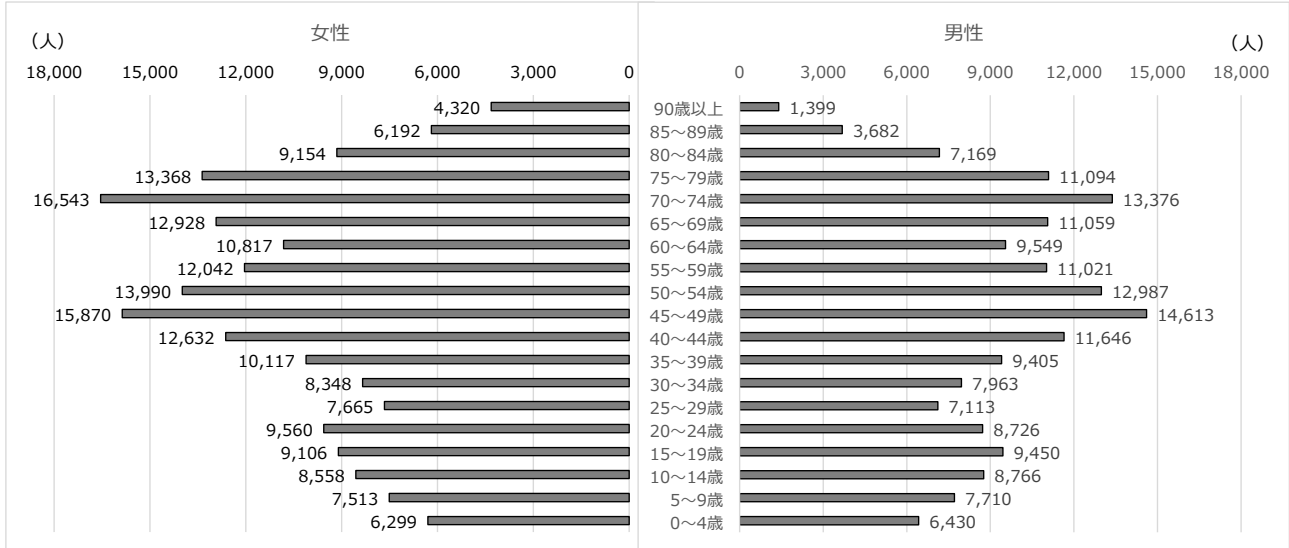 女性 男性
（人） （人）
18,000 15,000 12,000 9,000 6,000 3,000 0 0 3,000 6,000 9,000 12,000 15,000 18,000
4,320 90歳以上 1,399
6,192 85～89歳 3,682
9,154 80～84歳 7,169
13,368 75～79歳 11,094
16,543 70～74歳 13,376
12,928 65～69歳 11,059
10,817 60～64歳 9,549
12,042 55～59歳 11,021
13,990 50～54歳 12,987
15,870 45～49歳 14,613
12,632 40～44歳 11,646
10,117 35～39歳 9,405
8,348 30～34歳 7,963
7,665 25～29歳 7,113
9,560 20～24歳 8,726
9,106 15～19歳 9,450
8,558 10～14歳 8,766
7,513 5～9歳 7,710
6,299 0～4歳 6,430